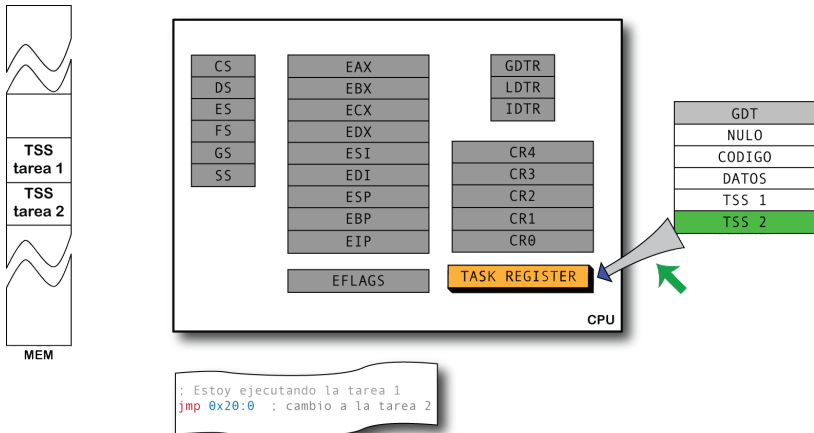 TSS
tarea 1
TSS
tarea 2
MEM
CS
DS
ES
FS
GS
SS
EAX
EBX
ECX
EDX
ESI
EDI
ESP
EBP
EIP
EFLAGS
GDTR
LDTR
IDTR
CR4
CR3
CR2
CR1
CR0
TASK REGISTER
CPU
GDT
NULO
CODIGO
DATOS
TSS 1
TSS 2
; Estoy ejecutando la tarea 1
jmp 0x20:0 ; cambio a la tarea 2